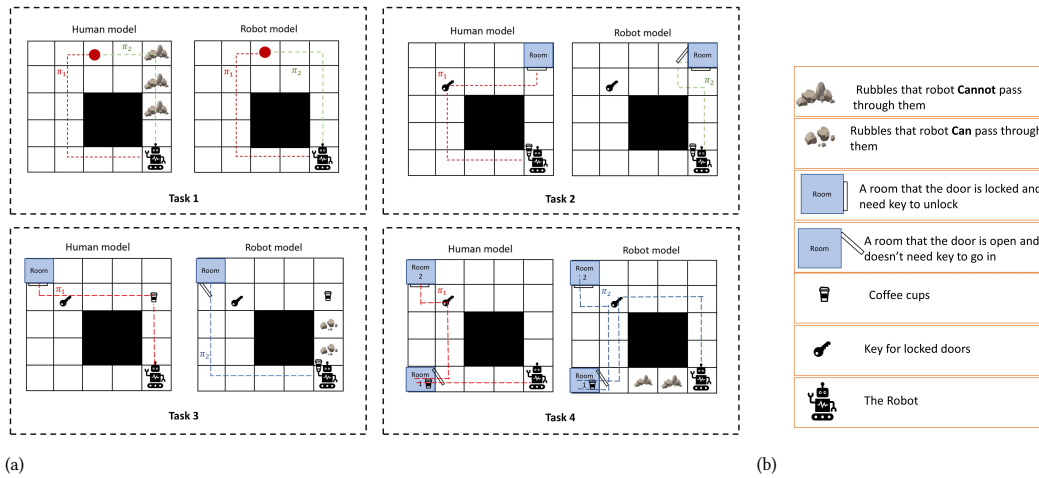 Human model
Robot model
π₂
π₁
π₁
π₂
Task 1
Human model
Robot model
Room
Room
π₁
π₂
Task 2
Human model
Robot model
Room
Room
π₁
π₂
Task 3
Human model
Robot model
Room
2
Room
2
π₁
π₂
Room
1
Room
1
Task 4
(a)
Rubbles that robot Cannot pass
through them
Rubbles that robot Can pass through
them
Room
A room that the door is locked and
need key to unlock
Room
A room that the door is open and
doesn't need key to go in
Coffee cups
Key for locked doors
The Robot
(b)